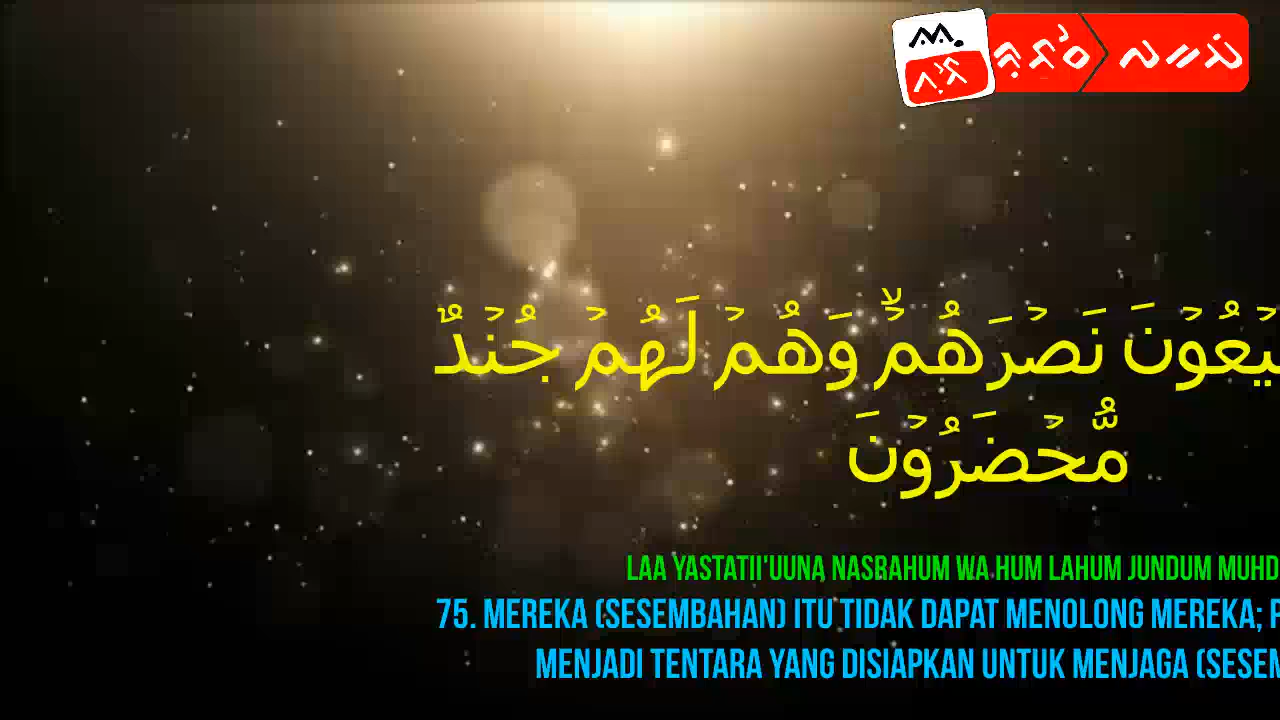 ـيْعُوْنَ نَصْرَهُمْۙ وَهُمْ لَهُمْ جُنْدٌ
مُّحْضَرُوْنَ
LAA YASTATII'UUNA NASRAHUM WA HUM LAHUM JUNDUM MUHD
75. MEREKA (SESEMBAHAN) ITU TIDAK DAPAT MENOLONG MEREKA; P
MENJADI TENTARA YANG DISIAPKAN UNTUK MENJAGA (SESEM